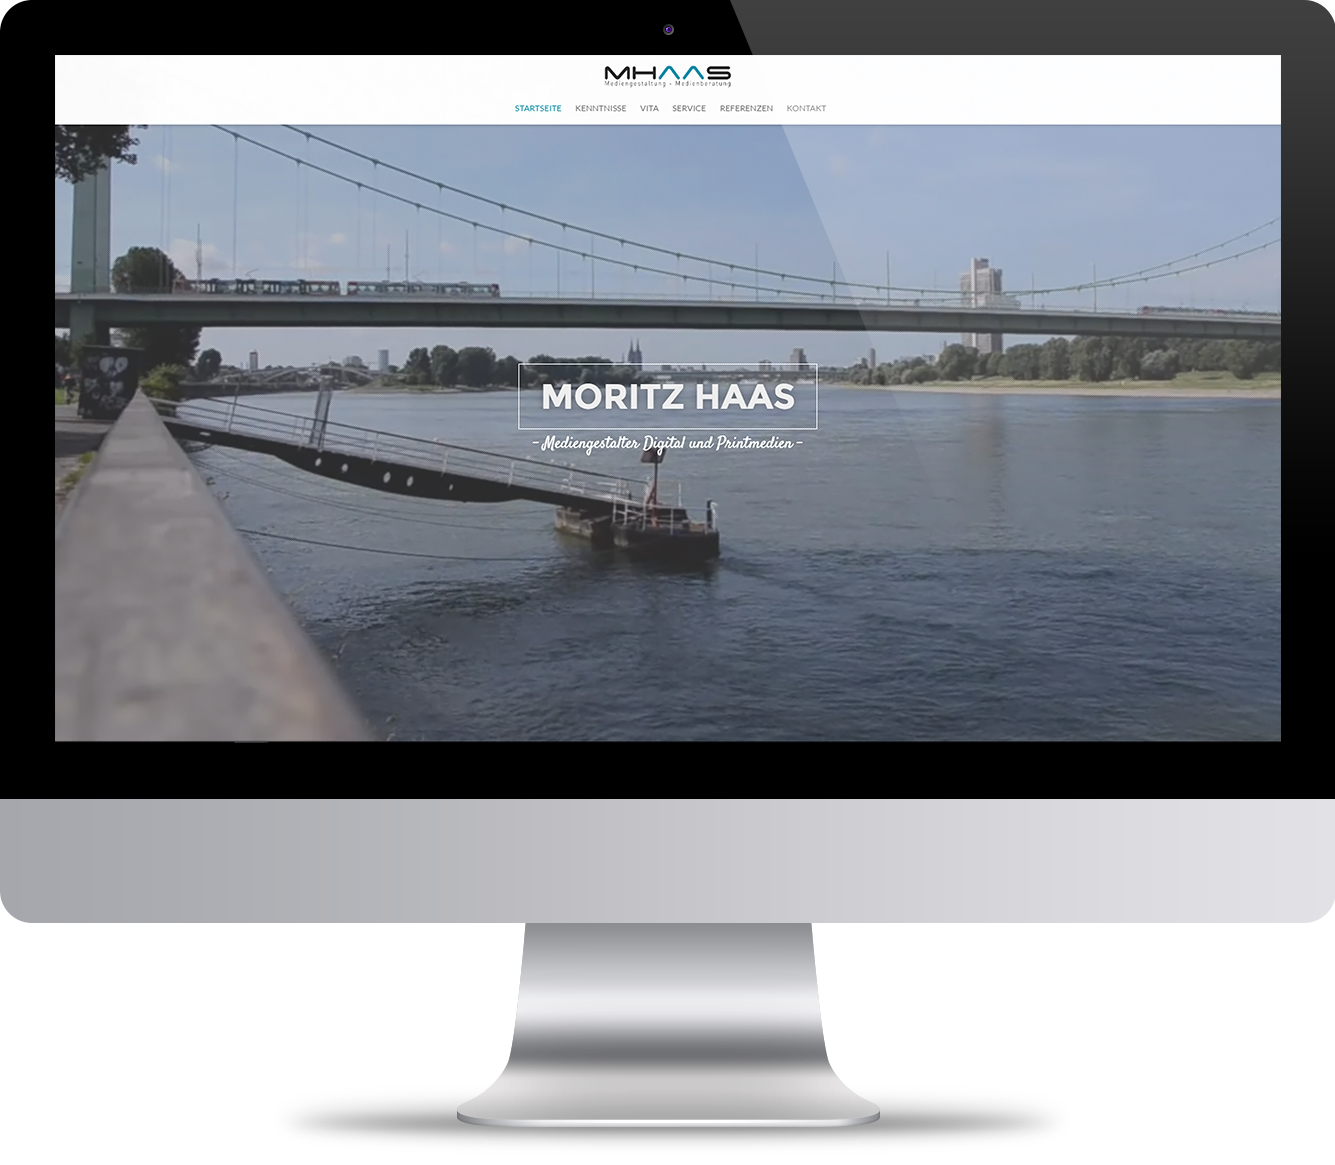 MHAAS
Mediengestaltung - Medienberatung
STARTSEITE KENNTNISSE VITA SERVICE REFERENZEN KONTAKT
MORITZ HAAS
- Mediengestalter Digital und Printmedien -